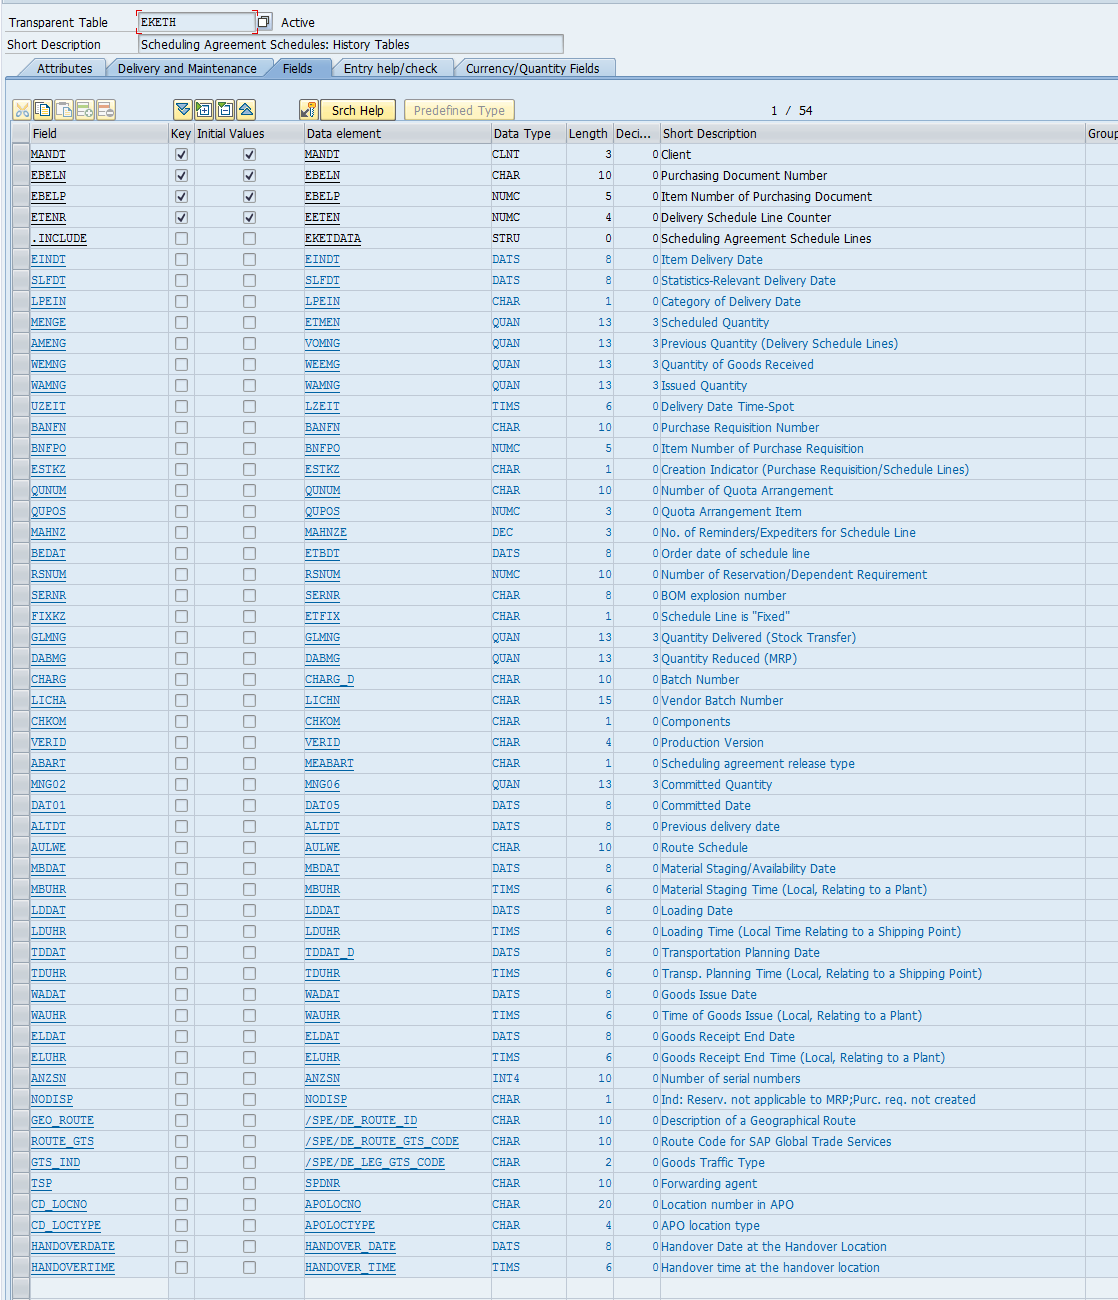 Transparent Table EKETH Active
Short Description Scheduling Agreement Schedules: History Tables
Attributes Delivery and Maintenance Fields Entry help/check Currency/Quantity Fields
Srch Help Predefined Type 1 / 54
Field Key Initial Values Data element Data Type Length Deci... Short Description Group
MANDT MANDT CLNT 3 0 Client
EBELN EBELN CHAR 10 0 Purchasing Document Number
EBELP EBELP NUMC 5 0 Item Number of Purchasing Document
ETENR EETEN NUMC 4 0 Delivery Schedule Line Counter
.INCLUDE EKETDATA STRU 0 0 Scheduling Agreement Schedule Lines
EINDT EINDT DATS 8 0 Item Delivery Date
SLFDT SLFDT DATS 8 0 Statistics-Relevant Delivery Date
LPEIN LPEIN CHAR 1 0 Category of Delivery Date
MENGE ETMEN QUAN 13 3 Scheduled Quantity
AMENG VOMNG QUAN 13 3 Previous Quantity (Delivery Schedule Lines)
WEMNG WEEMG QUAN 13 3 Quantity of Goods Received
WAMNG WAMNG QUAN 13 3 Issued Quantity
UZEIT LZEIT TIMS 6 0 Delivery Date Time-Spot
BANFN BANFN CHAR 10 0 Purchase Requisition Number
BNFPO BNFPO NUMC 5 0 Item Number of Purchase Requisition
ESTKZ ESTKZ CHAR 1 0 Creation Indicator (Purchase Requisition/Schedule Lines)
QUNUM QUNUM CHAR 10 0 Number of Quota Arrangement
QUPOS QUPOS NUMC 3 0 Quota Arrangement Item
MAHNZ MAHNZE DEC 3 0 No. of Reminders/Expediters for Schedule Line
BEDAT ETBDT DATS 8 0 Order date of schedule line
RSNUM RSNUM NUMC 10 0 Number of Reservation/Dependent Requirement
SERNR SERNR CHAR 8 0 BOM explosion number
FIXKZ ETFIX CHAR 1 0 Schedule Line is "Fixed"
GLMNG GLMNG QUAN 13 3 Quantity Delivered (Stock Transfer)
DABMG DABMG QUAN 13 3 Quantity Reduced (MRP)
CHARG CHARG_D CHAR 10 0 Batch Number
LICHA LICHN CHAR 15 0 Vendor Batch Number
CHKOM CHKOM CHAR 1 0 Components
VERID VERID CHAR 4 0 Production Version
ABART MEABART CHAR 1 0 Scheduling agreement release type
MNG02 MNG06 QUAN 13 3 Committed Quantity
DAT01 DAT05 DATS 8 0 Committed Date
ALTDT ALTDT DATS 8 0 Previous delivery date
AULWE AULWE CHAR 10 0 Route Schedule
MBDAT MBDAT DATS 8 0 Material Staging/Availability Date
MBUHR MBUHR TIMS 6 0 Material Staging Time (Local, Relating to a Plant)
LDDAT LDDAT DATS 8 0 Loading Date
LDUHR LDUHR TIMS 6 0 Loading Time (Local Time Relating to a Shipping Point)
TDDAT TDDAT_D DATS 8 0 Transportation Planning Date
TDUHR TDUHR TIMS 6 0 Transp. Planning Time (Local, Relating to a Shipping Point)
WADAT WADAT DATS 8 0 Goods Issue Date
WAUHR WAUHR TIMS 6 0 Time of Goods Issue (Local, Relating to a Plant)
ELDAT ELDAT DATS 8 0 Goods Receipt End Date
ELUHR ELUHR TIMS 6 0 Goods Receipt End Time (Local, Relating to a Plant)
ANZSN ANZSN INT4 10 0 Number of serial numbers
NODISP NODISP CHAR 1 0 Ind: Reserv. not applicable to MRP;Purc. req. not created
GEO_ROUTE /SPE/DE_ROUTE_ID CHAR 10 0 Description of a Geographical Route
ROUTE_GTS /SPE/DE_ROUTE_GTS_CODE CHAR 10 0 Route Code for SAP Global Trade Services
GTS_IND /SPE/DE_LEG_GTS_CODE CHAR 2 0 Goods Traffic Type
TSP SPDNR CHAR 10 0 Forwarding agent
CD_LOCNO APOLOCNO CHAR 20 0 Location number in APO
CD_LOCTYPE APOLOCTYPE CHAR 4 0 APO location type
HANDOVERDATE HANDOVER_DATE DATS 8 0 Handover Date at the Handover Location
HANDOVERTIME HANDOVER_TIME TIMS 6 0 Handover time at the handover location